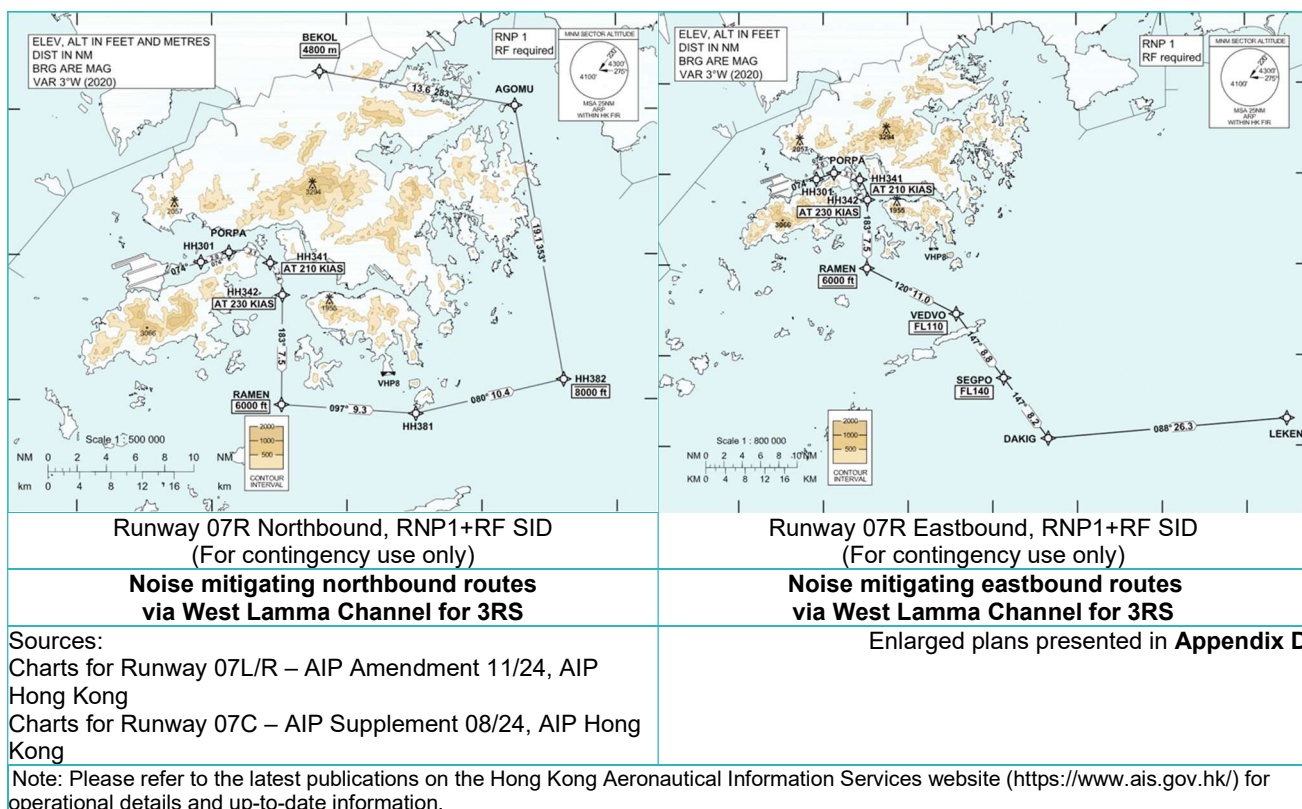 ELEV, ALT IN FEET AND METRES
DIST IN NM
BRG ARE MAG
VAR 3°W (2020)
BEKOL
4800 m
RNP 1
RF required
MNM SECTOR ALTITUDE
200°
4300'
275°
4100'
MSA 25NM
ARP
WITHIN HK FIR
13.6 283°
AGOMU
3294
2057
PORPA
HH301
074°
HH341
AT 210 KIAS
HH342
AT 230 KIAS
1955
3066
19.1 353°
183° 7.5
VHP8
HH382
8000 ft
RAMEN
6000 ft
097° 9.3
080° 10.4
HH381
Scale 1 : 500 000
NM 0 2 4 6 8 10 NM
km 0 4 8 12 16 km
2000
1000
500
CONTOUR
INTERVAL
ELEV, ALT IN FEET
DIST IN NM
BRG ARE MAG
VAR 3°W (2020)
RNP 1
RF required
MNM SECTOR ALTITUDE
200°
4300'
275°
4100'
MSA 25NM
ARP
WITHIN HK FIR
3294
2057
PORPA
074°
HH301
HH341
AT 210 KIAS
HH342
AT 230 KIAS
1955
3066
183° 7.5
VHP8
RAMEN
6000 ft
120° 11.0
VEDVO
FL110
147° 8.8
SEGPO
FL140
147° 8.2
DAKIG
088° 26.3
LEKEN
Scale 1 : 800 000
NM 0 2 4 6 8 10 NM
KM 0 4 8 12 16 KM
2000
1000
500
CONTOUR
INTERVAL
Runway 07R Northbound, RNP1+RF SID
(For contingency use only)
Runway 07R Eastbound, RNP1+RF SID
(For contingency use only)
Noise mitigating northbound routes
via West Lamma Channel for 3RS
Noise mitigating eastbound routes
via West Lamma Channel for 3RS
Sources:
Charts for Runway 07L/R – AIP Amendment 11/24, AIP
Hong Kong
Charts for Runway 07C – AIP Supplement 08/24, AIP Hong
Kong
Enlarged plans presented in Appendix D
Note: Please refer to the latest publications on the Hong Kong Aeronautical Information Services website (https://www.ais.gov.hk/) for
operational details and up-to-date information.